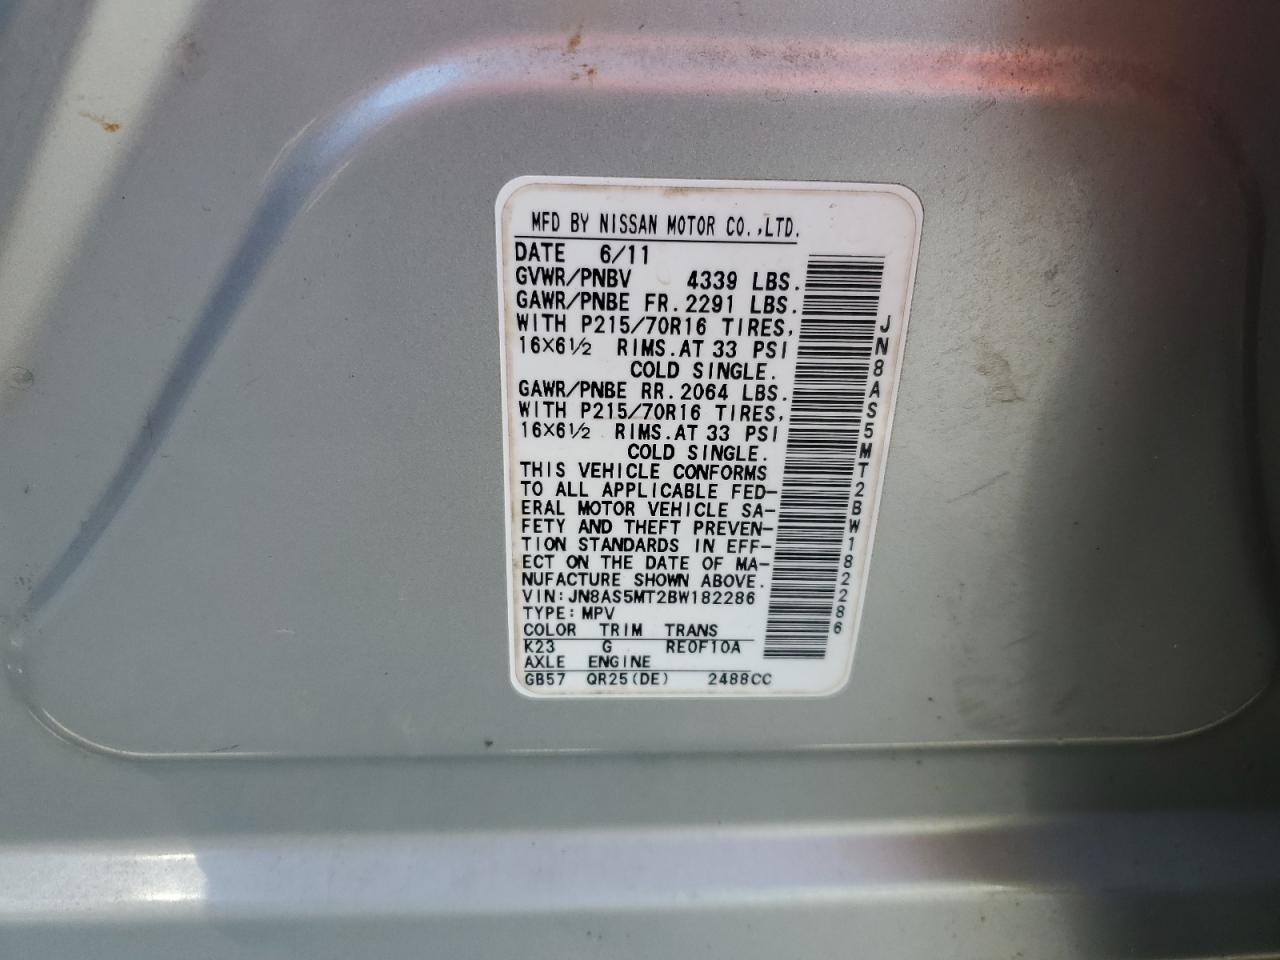 MFD BY NISSAN MOTOR CO.,LTD.
DATE 6/11
GVWR/PNBV 4339 LBS.
GAWR/PNBE FR.2291 LBS.
WITH P215/70R16 TIRES,
16X6½ RIMS.AT 33 PSI
COLD SINGLE.
GAWR/PNBE RR.2064 LBS.
WITH P215/70R16 TIRES,
16X6½ RIMS.AT 33 PSI
COLD SINGLE.
THIS VEHICLE CONFORMS
TO ALL APPLICABLE FED-
ERAL MOTOR VEHICLE SA-
FETY AND THEFT PREVEN-
TION STANDARDS IN EFF-
ECT ON THE DATE OF MA-
NUFACTURE SHOWN ABOVE.
VIN:JN8AS5MT2BW182286
TYPE:MPV
COLOR TRIM TRANS
K23 G RE0F10A
AXLE ENGINE
GB57 QR25(DE) 2488CC
JN8AS5MT2BW182286